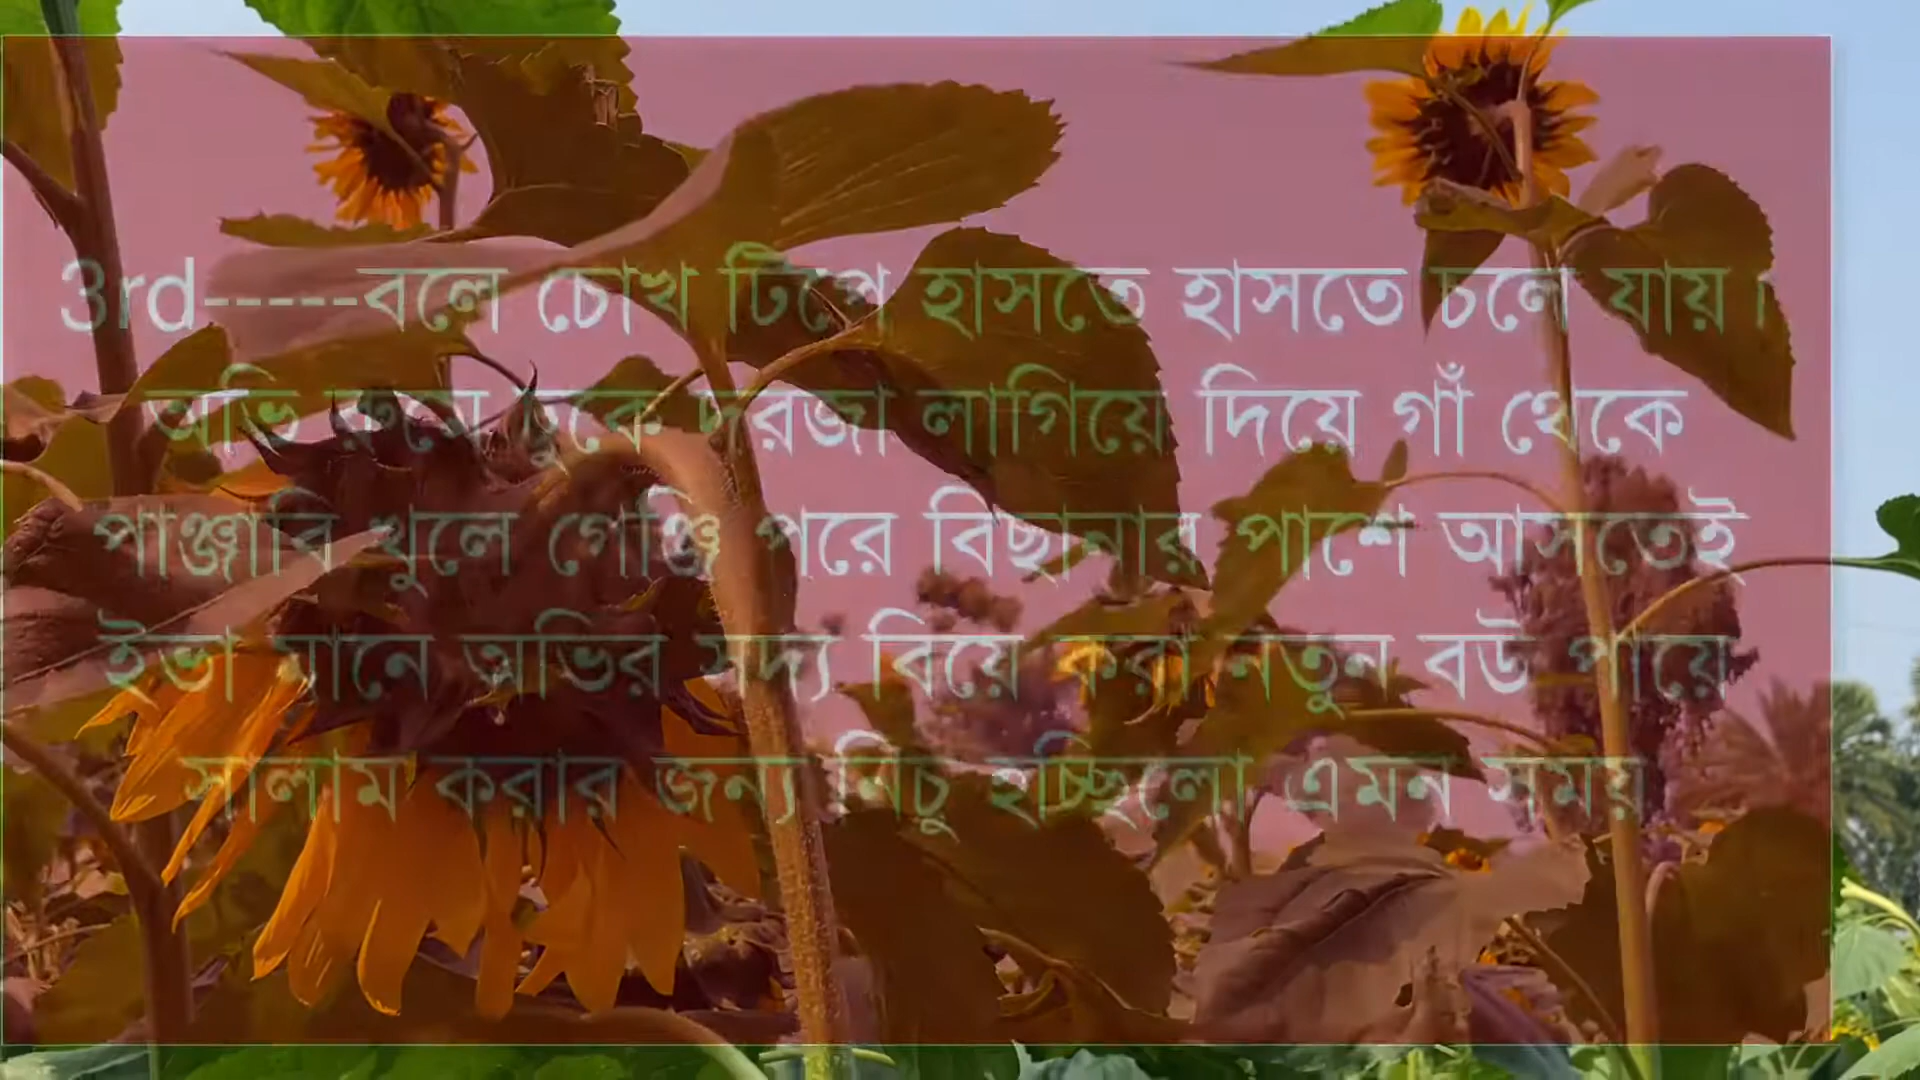 3rd-----বলে চোখ টিপে হাসতে হাসতে চলে যায়।
অভি রুমে ঢুকে দরজা লাগিয়ে দিয়ে গাঁ থেকে
পাঞ্জাবি খুলে গেঞ্জি পরে বিছানার পাশে আসতেই
ইভা মানে অভির সদ্য বিয়ে করা নতুন বউ পায়ে
সালাম করার জন্য নিচু হচ্ছিলো এমন সময়